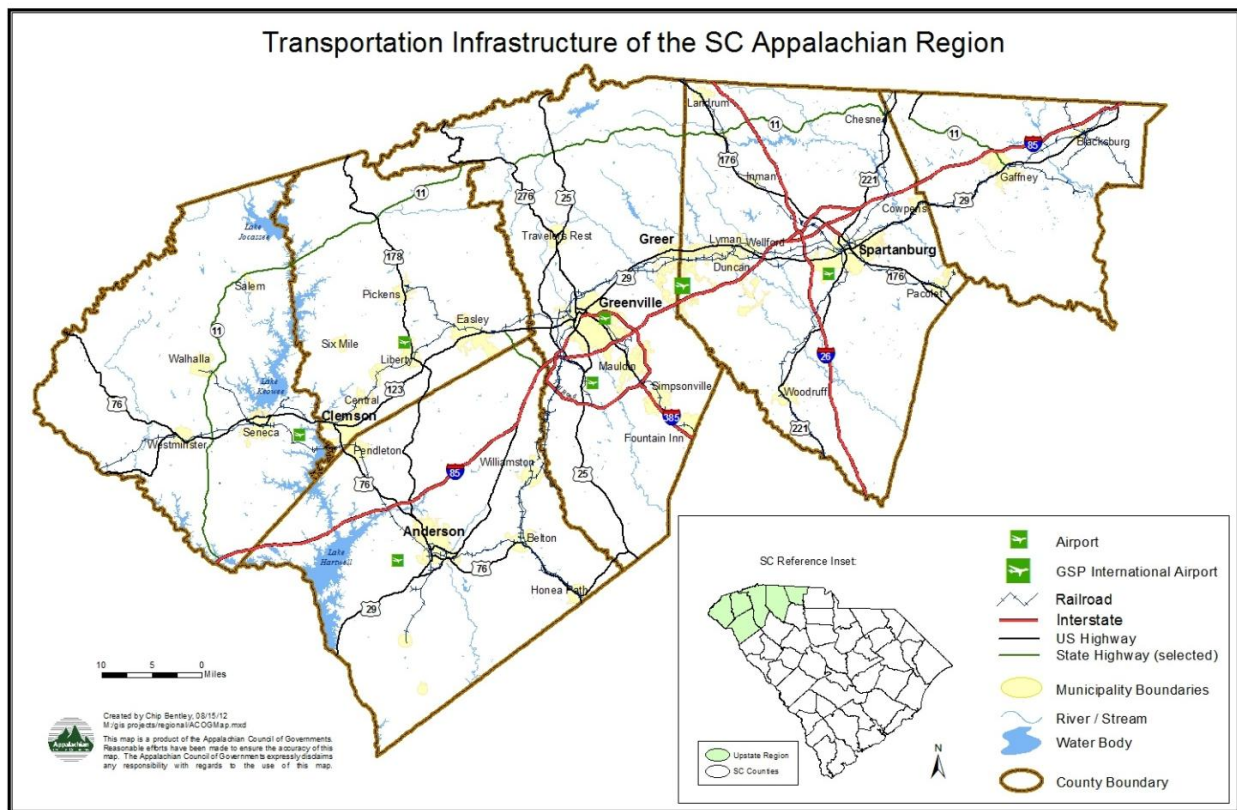 Transportation Infrastructure of the SC Appalachian Region
Landrum
11
Chesnee
176
11
85
Blacksburg
Inman
221
Gaffney
11
276
25
Cowpens
29
Lake
Jocassee
Travelers Rest
Greer
Lyman
Wellford
Spartanburg
178
29
Duncan
176
Salem
Pickens
Pacolet
Greenville
11
Easley
Six Mile
Walhalla
Liberty
Mauldin
26
Lake
Keowee
123
Simpsonville
Central
Woodruff
76
Clemson
385
Seneca
Fountain Inn
221
Westminster
Pendleton
Williamston
85
76
25
Anderson
Belton
Lake
Hartwell
76
Honea Path
29
SC Reference Inset:
Upstate Region
SC Counties
N
Airport
GSP International Airport
Railroad
Interstate
US Highway
State Highway (selected)
Municipality Boundaries
River / Stream
Water Body
County Boundary
10 5 0
Miles
Created by Chip Bentley, 08/15/12
M:/gis projects/regional/ACOGMap.mxd
This map is a product of the Appalachian Council of Governments.
Reasonable efforts have been made to ensure the accuracy of this
map. The Appalachian Council of Governments expressly disclaims
any responsibility with regards to the use of this map.
Appalachian